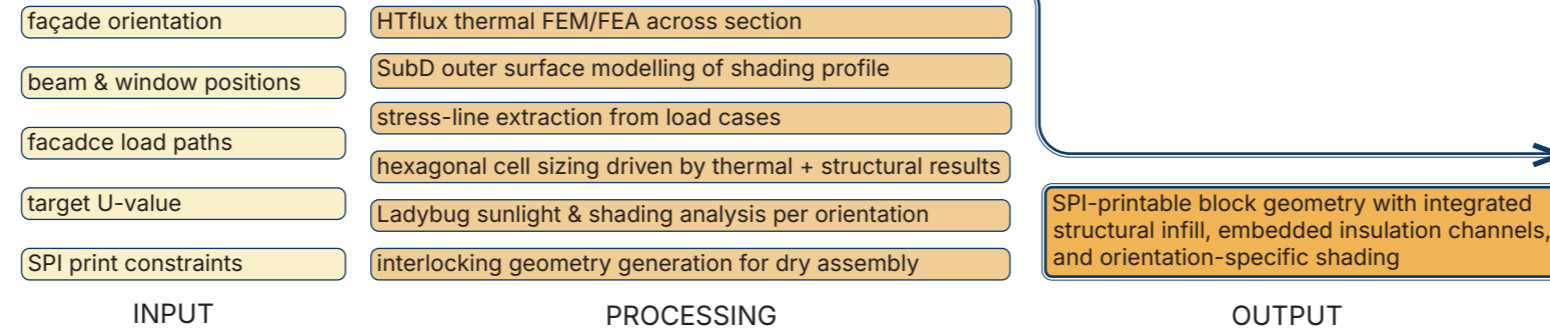 façade orientation
beam & window positions
facadce load paths
target U-value
SPI print constraints
INPUT
HTflux thermal FEM/FEA across section
SubD outer surface modelling of shading profile
stress-line extraction from load cases
hexagonal cell sizing driven by thermal + structural results
Ladybug sunlight & shading analysis per orientation
interlocking geometry generation for dry assembly
PROCESSING
SPI-printable block geometry with integrated
structural infill, embedded insulation channels,
and orientation-specific shading
OUTPUT